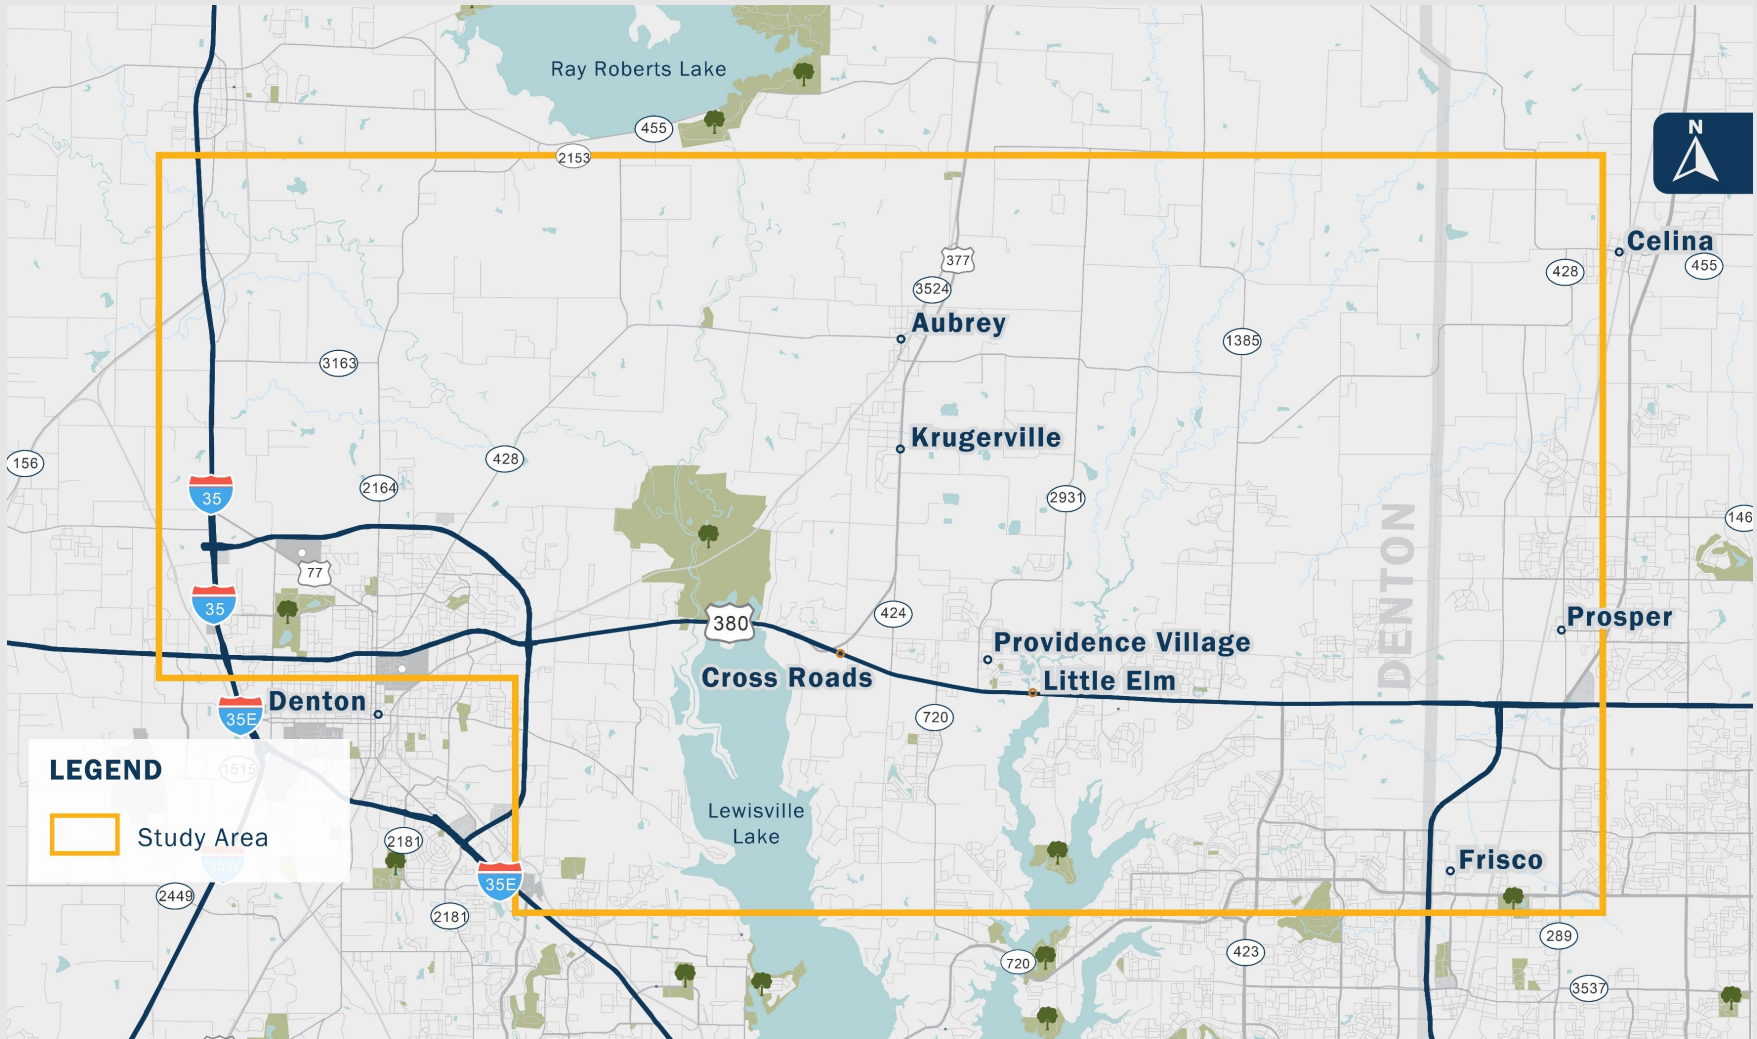 Ray Roberts Lake
455
2153
N
Celina
455
428
377
3524
Aubrey
1385
3163
Krugerville
156
428
2164
2931
35
146
DENTON
77
35
424
380
Prosper
Providence Village
Cross Roads
Little Elm
Denton
35E
720
LEGEND
1515
Lewisville
Lake
Study Area
2181
35W
Frisco
35E
2449
2181
289
423
720
3537